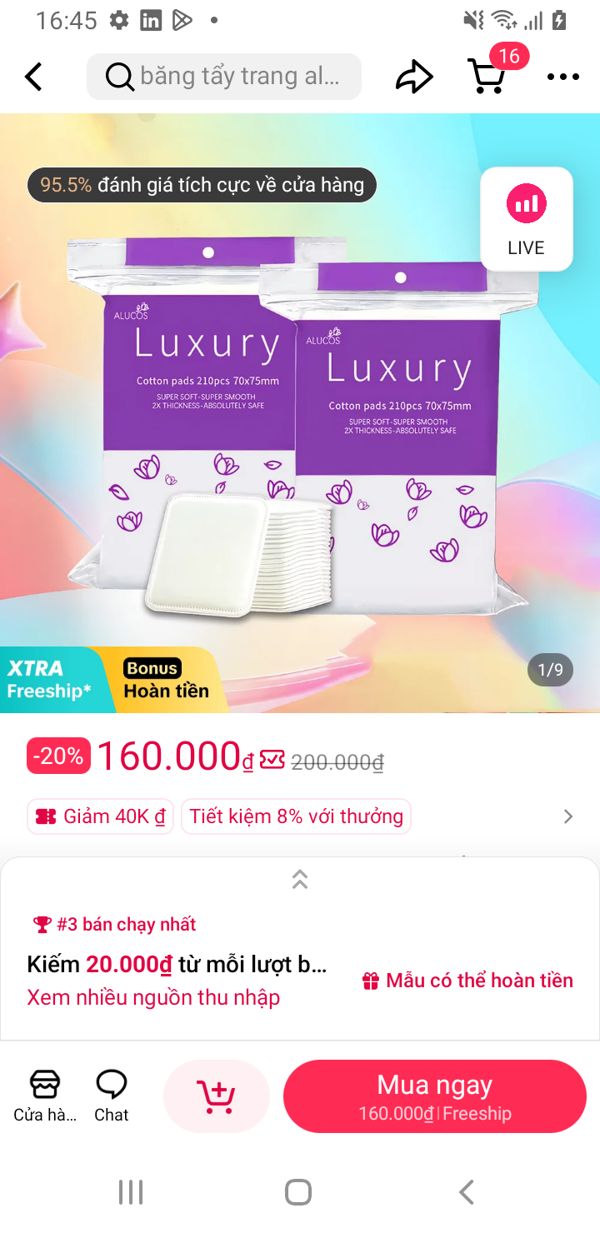 16:45
băng tẩy trang al...
16
95.5% đánh giá tích cực về cửa hàng
LIVE
ALUCOS
Luxury
Cotton pads 210pcs 70x75mm
SUPER SOFT-SUPER SMOOTH
2X THICKNESS-ABSOLUTELY SAFE
ALUCOS
Luxury
Cotton pads 210pcs 70x75mm
SUPER SOFT-SUPER SMOOTH
2X THICKNESS-ABSOLUTELY SAFE
XTRA
Freeship*
Bonus
Hoàn tiền
1/9
-20% 160.000₫ 200.000₫
Giảm 40K ₫
Tiết kiệm 8% với thưởng
#3 bán chạy nhất
Kiếm 20.000₫ từ mỗi lượt b...
Xem nhiều nguồn thu nhập
Mẫu có thể hoàn tiền
Cửa hà...
Chat
Mua ngay
160.000₫|Freeship